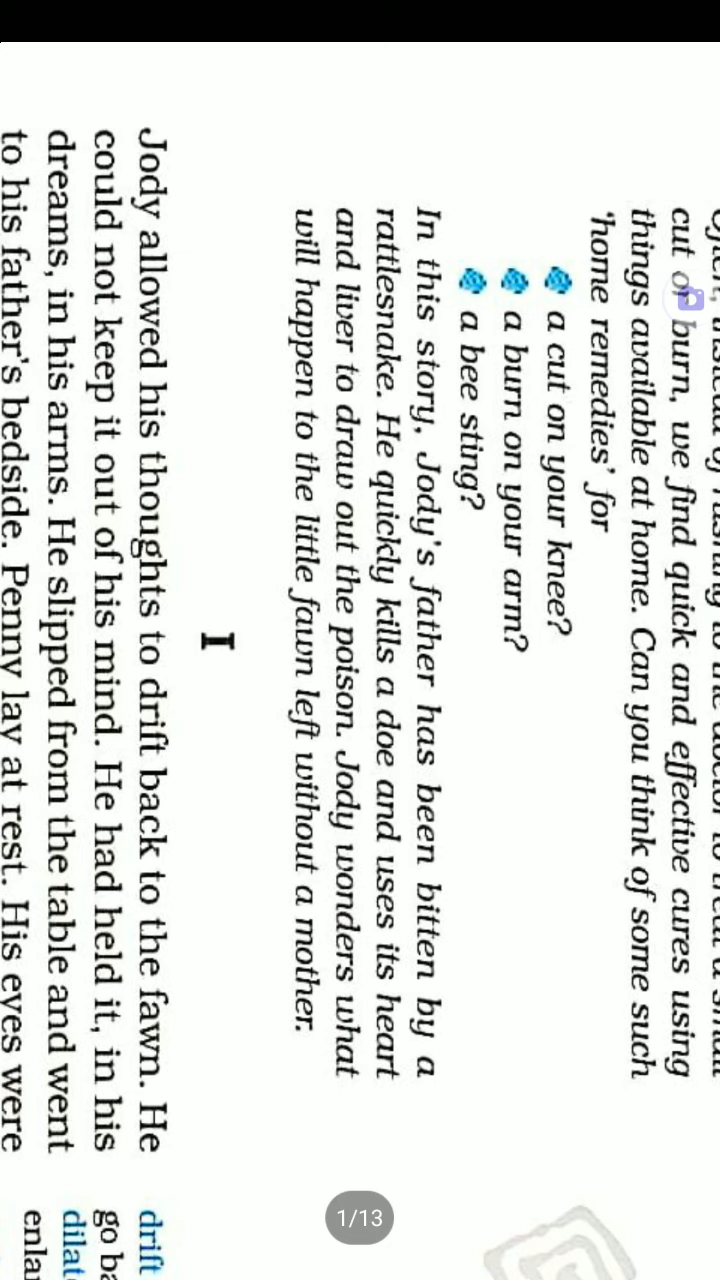 cut or burn, we find quick and effective cures using
things available at home. Can you think of some such
'home remedies' for
a cut on your knee?
a burn on your arm?
a bee sting?
In this story, Jody's father has been bitten by a
rattlesnake. He quickly kills a doe and uses its heart
and liver to draw out the poison. Jody wonders what
will happen to the little fawn left without a mother.
I
Jody allowed his thoughts to drift back to the fawn. He
could not keep it out of his mind. He had held it, in his
dreams, in his arms. He slipped from the table and went
to his father's bedside. Penny lay at rest. His eyes were
drift
go ba
dilat
enla
1/13